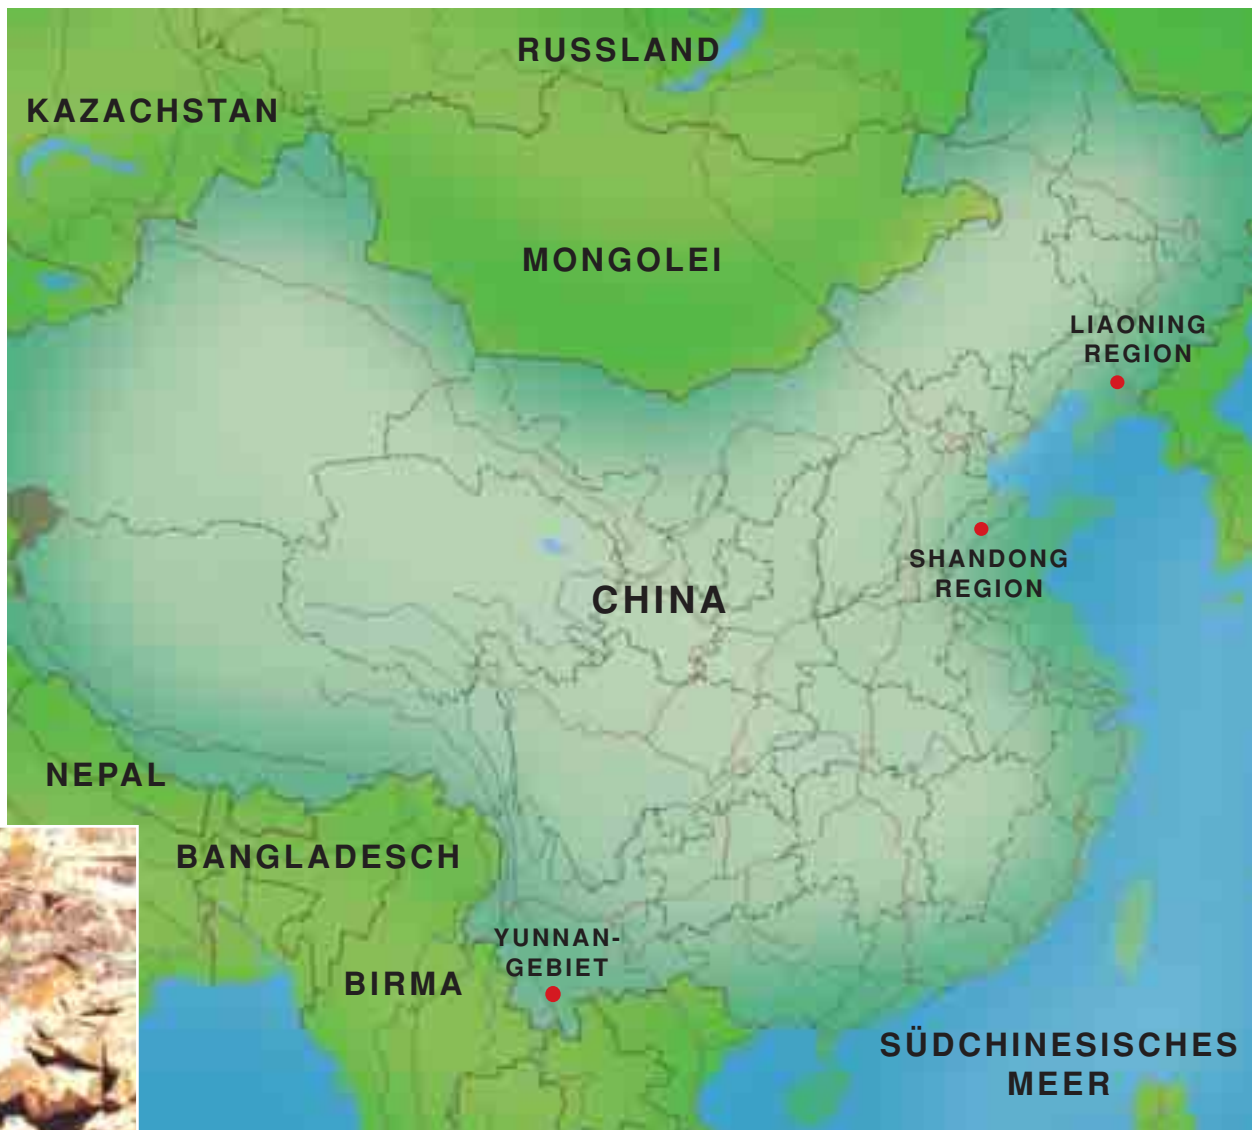 RUSSLAND
KAZACHSTAN
MONGOLEI
LIAONING
REGION
SHANDONG
REGION
CHINA
NEPAL
BANGLADESCH
YUNNAN-
GEBIET
BIRMA
SÜDCHINESISCHES
MEER